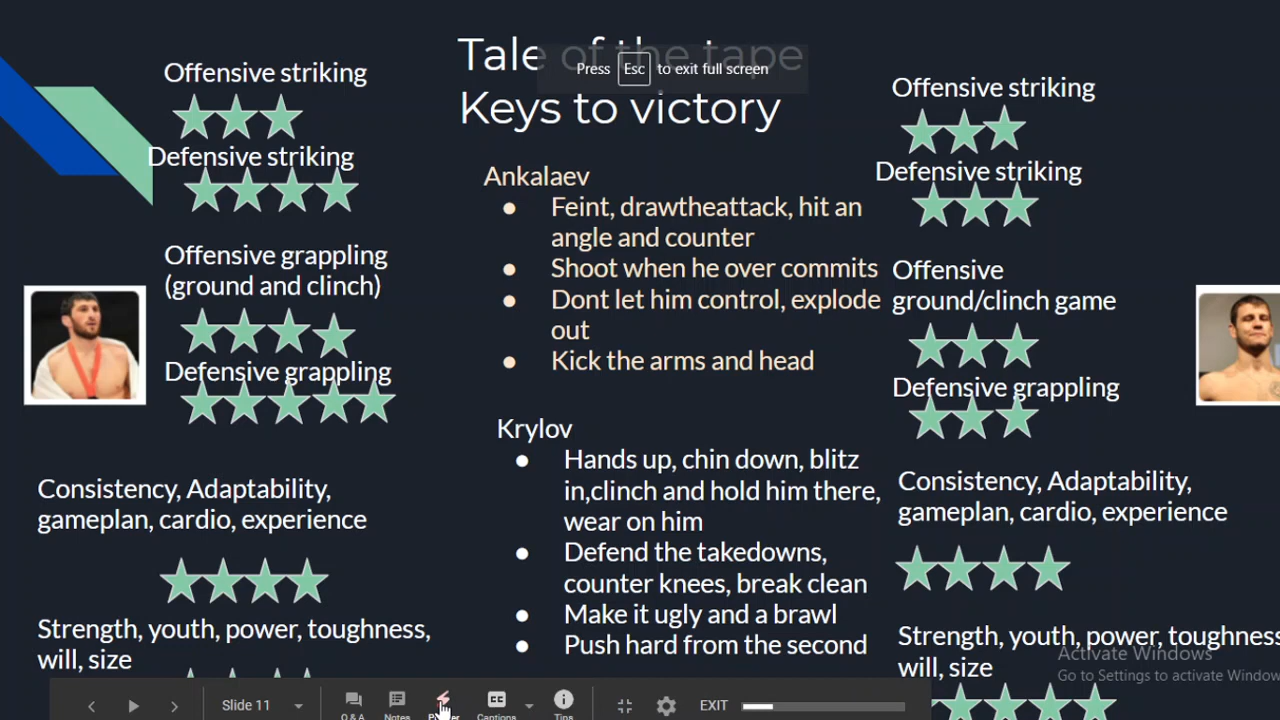 Tale of the tape
Keys to victory
Press Esc to exit full screen
Offensive striking
Defensive striking
Offensive grappling
(ground and clinch)
Defensive grappling
Consistency, Adaptability,
gameplan, cardio, experience
Strength, youth, power, toughness,
will, size
Ankalaev
● Feint, drawtheattack, hit an
angle and counter
● Shoot when he over commits
● Dont let him control, explode
out
● Kick the arms and head
Krylov
● Hands up, chin down, blitz
in,clinch and hold him there,
wear on him
● Defend the takedowns,
counter knees, break clean
● Make it ugly and a brawl
● Push hard from the second
Offensive striking
Defensive striking
Offensive
ground/clinch game
Defensive grappling
Consistency, Adaptability,
gameplan, cardio, experience
Strength, youth, power, toughness
will, size
Activate Windows
Go to Settings to activate Window
Slide 11
Q & A
Notes
CC
Captions
Tips
EXIT